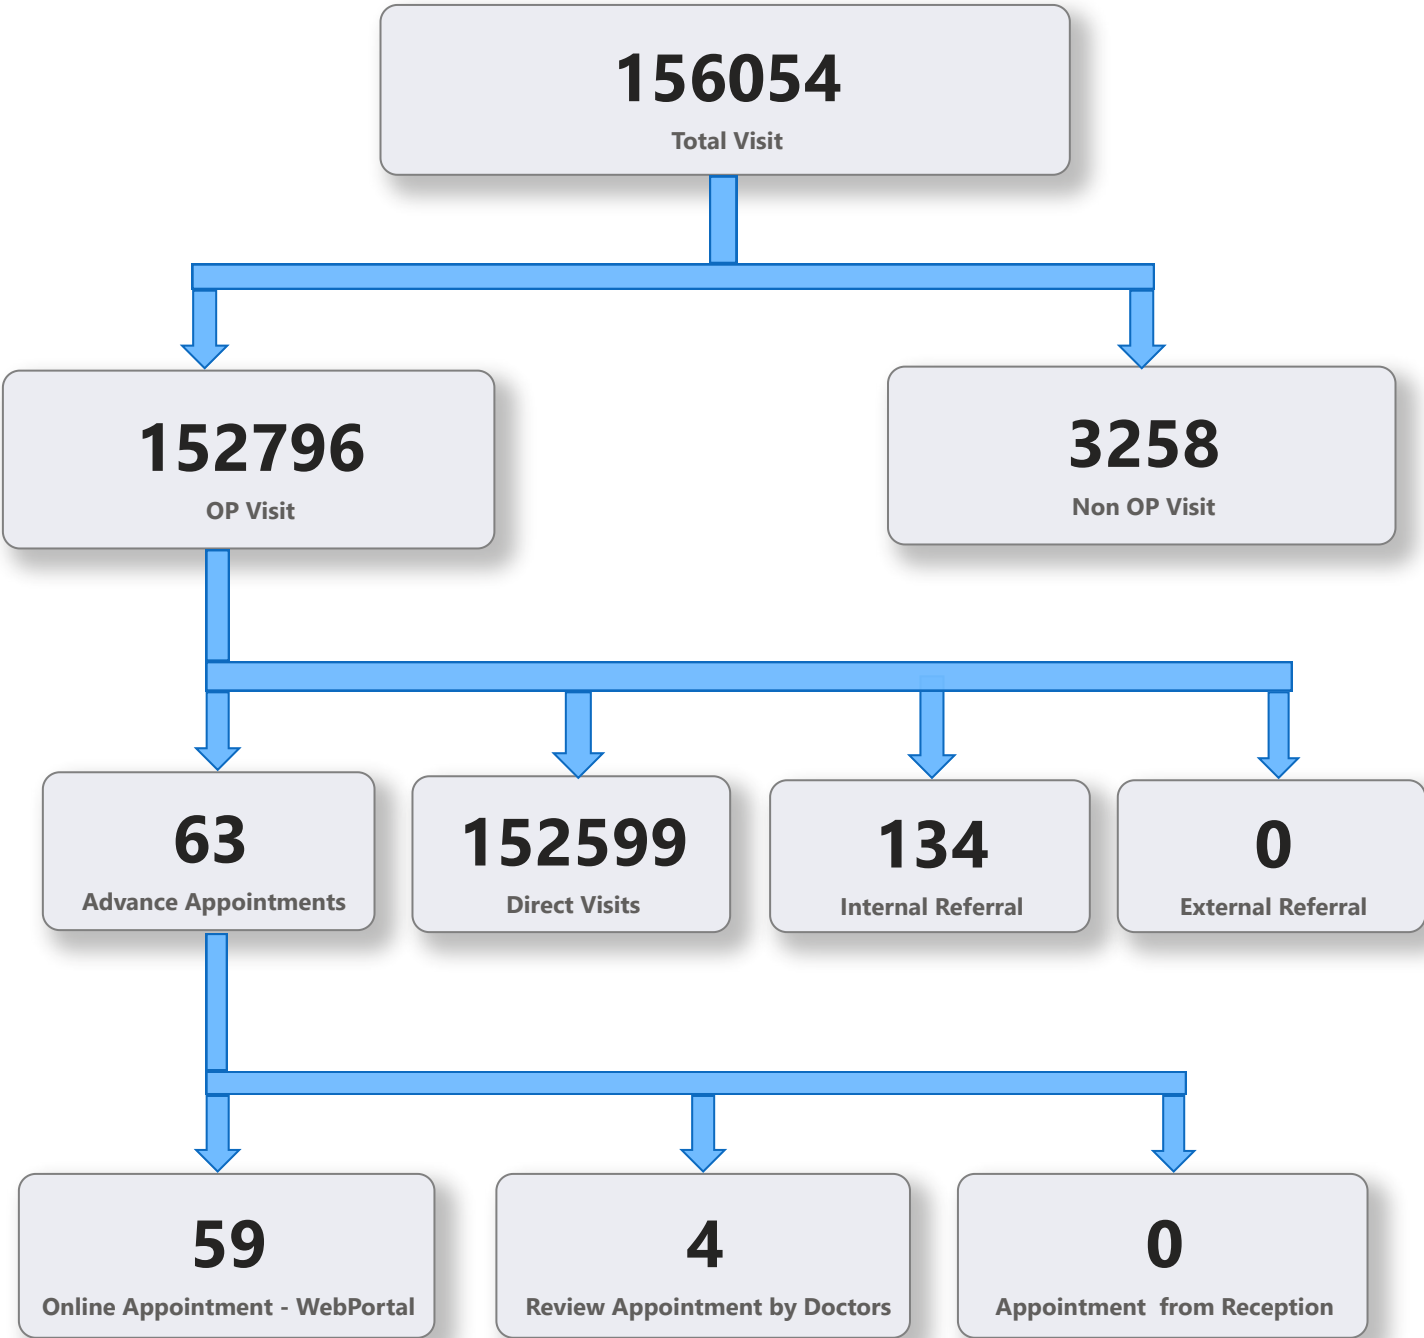 156054
Total Visit
152796
OP Visit
3258
Non OP Visit
63
Advance Appointments
152599
Direct Visits
134
Internal Referral
0
External Referral
59
Online Appointment - WebPortal
4
Review Appointment by Doctors
0
Appointment  from Reception